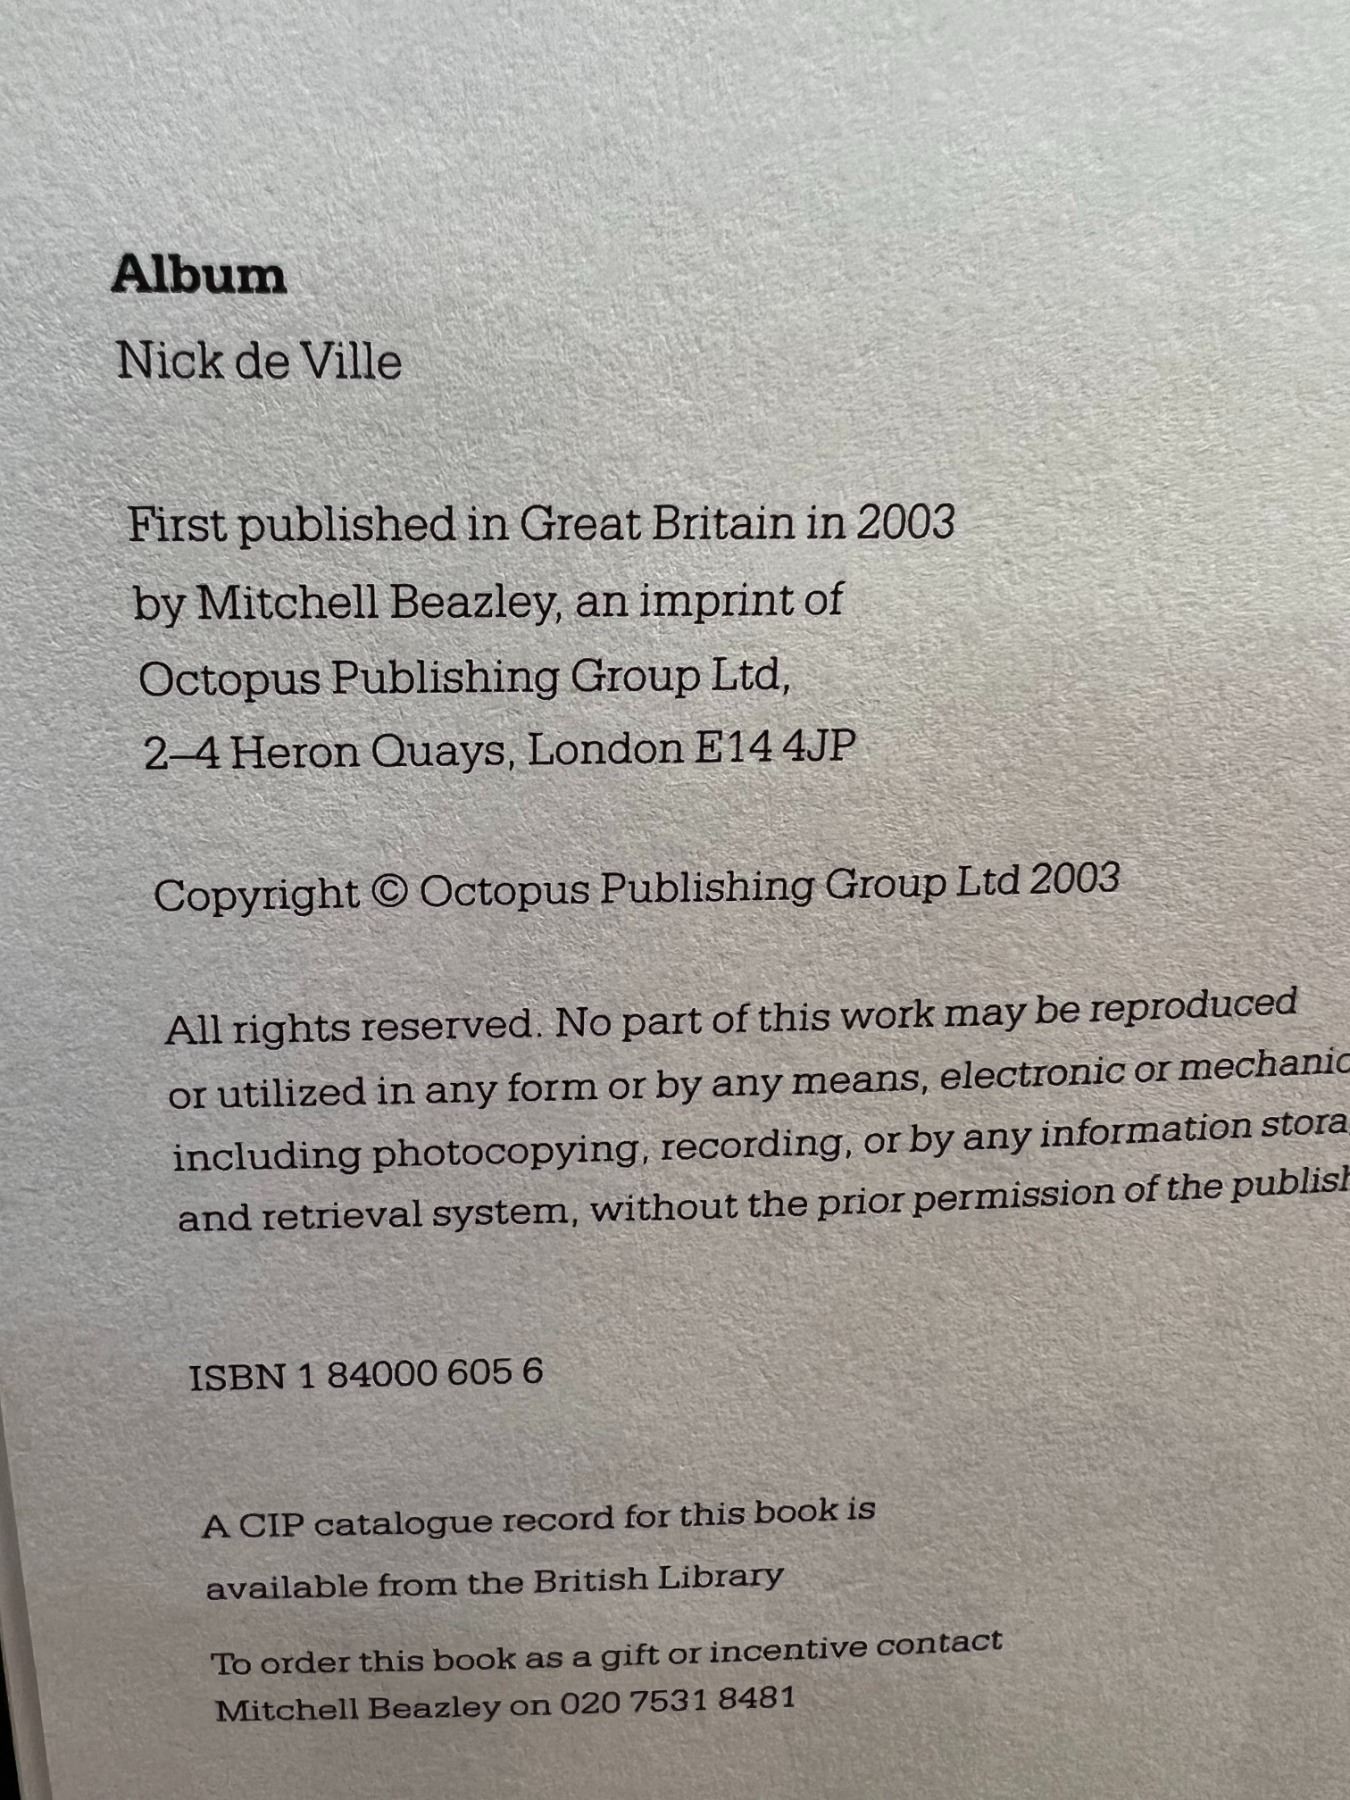 Album
Nick de Ville
First published in Great Britain in 2003
by Mitchell Beazley, an imprint of
Octopus Publishing Group Ltd,
2–4 Heron Quays, London E14 4JP
Copyright © Octopus Publishing Group Ltd 2003
All rights reserved. No part of this work may be reproduced
or utilized in any form or by any means, electronic or mechanic
including photocopying, recording, or by any information stora
and retrieval system, without the prior permission of the publish
ISBN 1 84000 605 6
A CIP catalogue record for this book is
available from the British Library
To order this book as a gift or incentive contact
Mitchell Beazley on 020 7531 8481